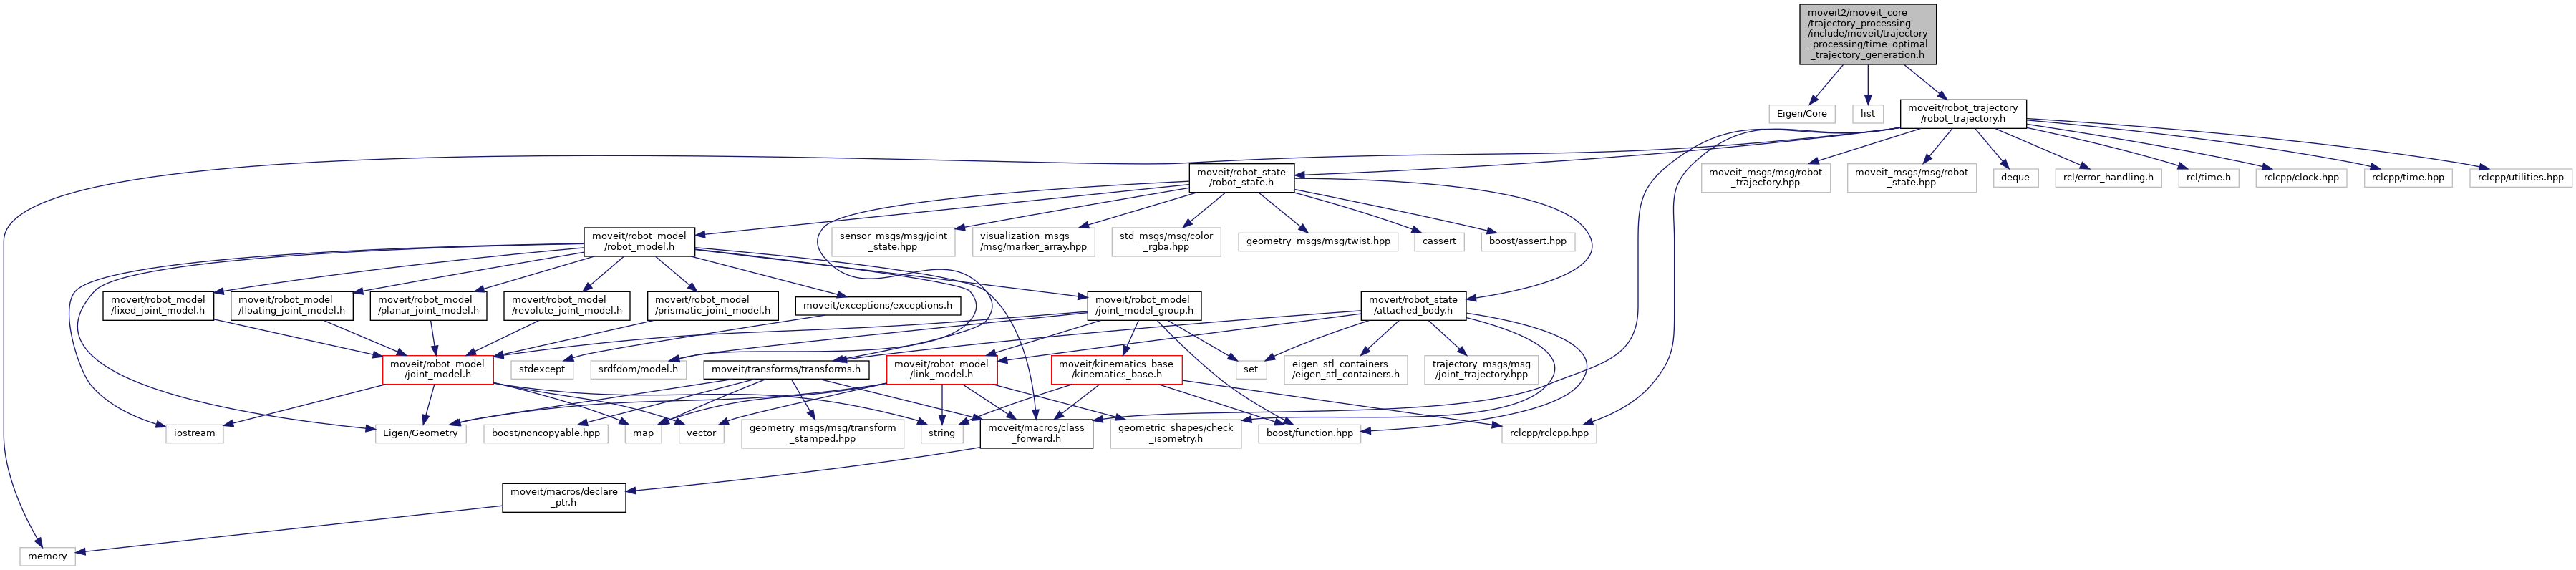 moveit2/moveit_core
/trajectory_processing
/include/moveit/trajectory
_processing/time_optimal
_trajectory_generation.h
Eigen/Core
list
moveit/robot_trajectory
/robot_trajectory.h
moveit/robot_state
/robot_state.h
moveit_msgs/msg/robot
_trajectory.hpp
moveit_msgs/msg/robot
_state.hpp
deque
rcl/error_handling.h
rcl/time.h
rclcpp/clock.hpp
rclcpp/time.hpp
rclcpp/utilities.hpp
moveit/robot_model
/robot_model.h
sensor_msgs/msg/joint
_state.hpp
visualization_msgs
/msg/marker_array.hpp
std_msgs/msg/color
_rgba.hpp
geometry_msgs/msg/twist.hpp
cassert
boost/assert.hpp
moveit/robot_model
/fixed_joint_model.h
moveit/robot_model
/floating_joint_model.h
moveit/robot_model
/planar_joint_model.h
moveit/robot_model
/revolute_joint_model.h
moveit/robot_model
/prismatic_joint_model.h
moveit/exceptions/exceptions.h
moveit/robot_model
/joint_model_group.h
moveit/robot_state
/attached_body.h
moveit/robot_model
/joint_model.h
stdexcept
srdfdom/model.h
moveit/transforms/transforms.h
moveit/robot_model
/link_model.h
moveit/kinematics_base
/kinematics_base.h
set
eigen_stl_containers
/eigen_stl_containers.h
trajectory_msgs/msg
/joint_trajectory.hpp
iostream
Eigen/Geometry
boost/noncopyable.hpp
map
vector
geometry_msgs/msg/transform
_stamped.hpp
string
moveit/macros/class
_forward.h
geometric_shapes/check
_isometry.h
boost/function.hpp
rclcpp/rclcpp.hpp
moveit/macros/declare
_ptr.h
memory